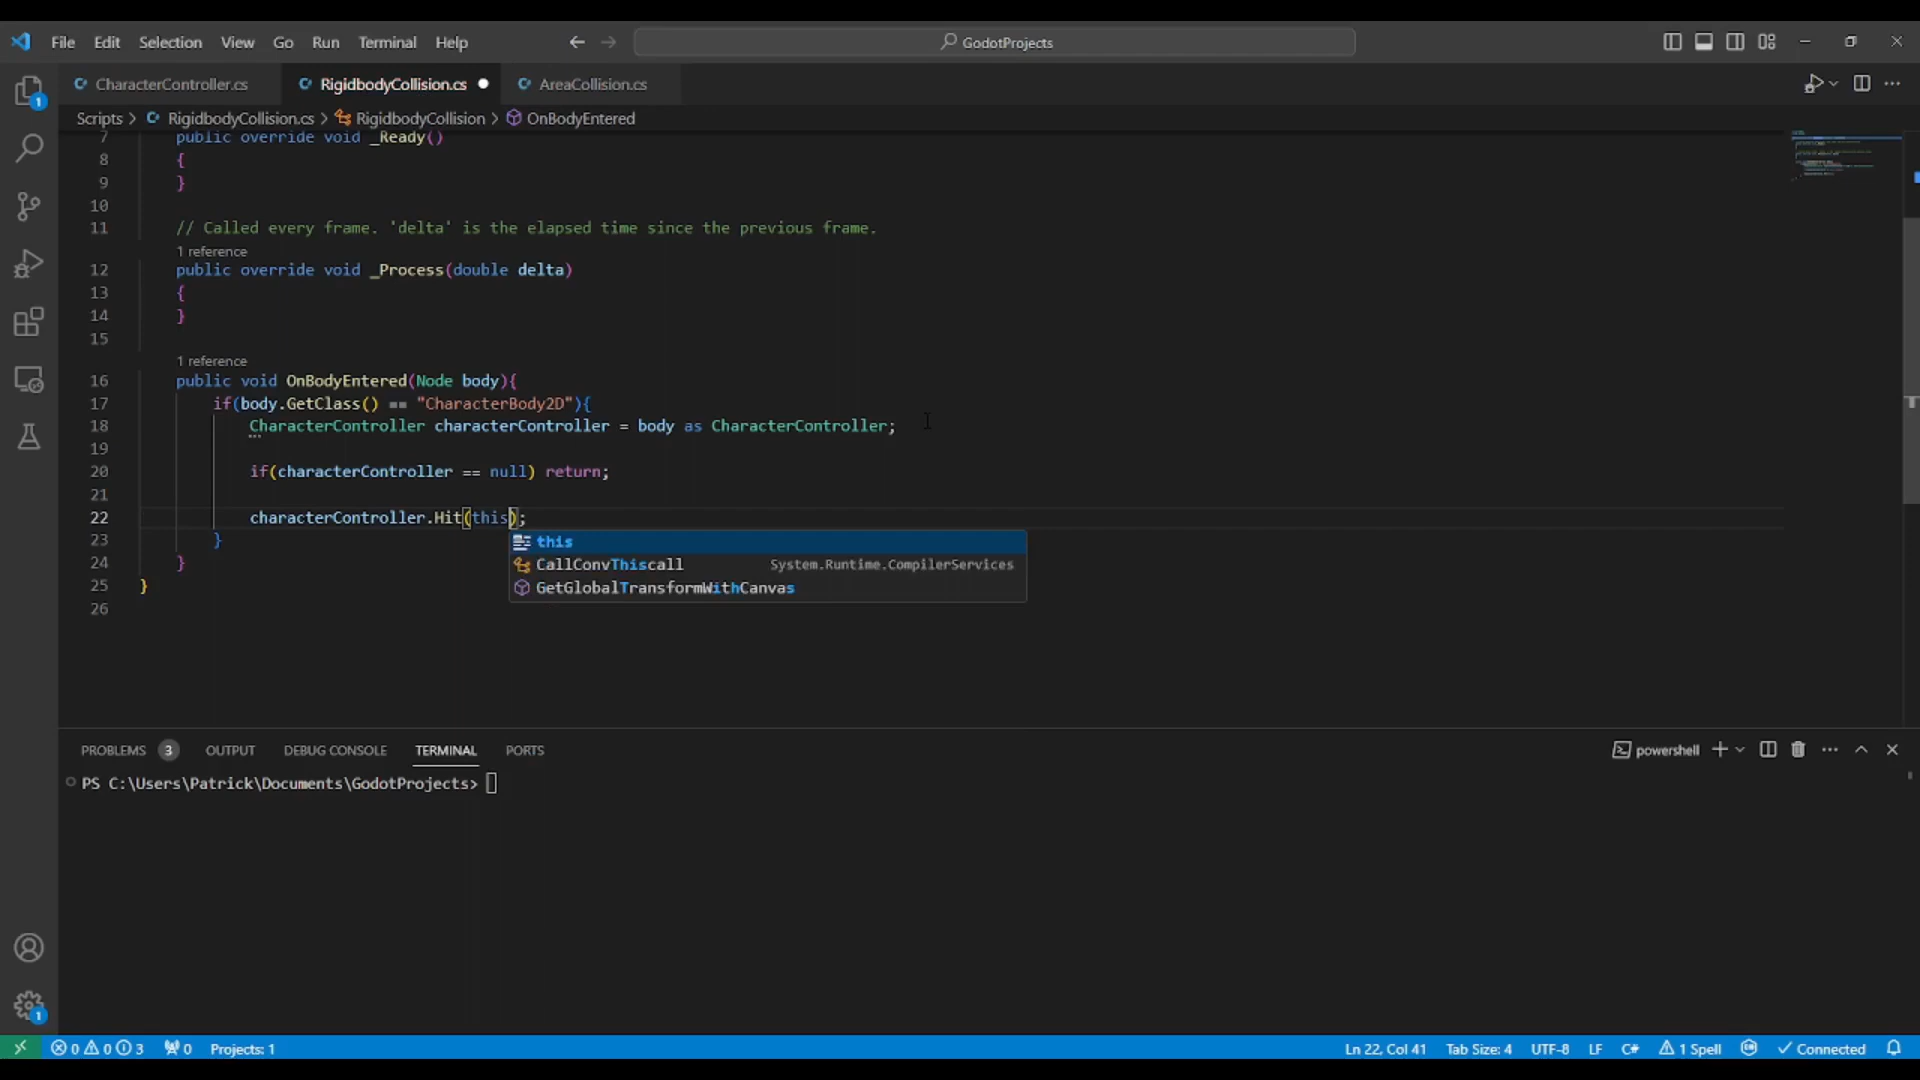 File Edit Selection View Go Run Terminal Help
GodotProjects
CharacterController.cs RigidbodyCollision.cs AreaCollision.cs
Scripts > RigidbodyCollision.cs > RigidbodyCollision > OnBodyEntered
7 public override void _Ready()
8 {
9 }
10
11 // Called every frame. 'delta' is the elapsed time since the previous frame.
1 reference
12 public override void _Process(double delta)
13 {
14 }
15
1 reference
16 public void OnBodyEntered(Node body){
17 if(body.GetClass() == "CharacterBody2D"){
18 CharacterController characterController = body as CharacterController;
19
20 if(characterController == null) return;
21
22 characterController.Hit(this);
this
23 }
CallConvThiscall System.Runtime.CompilerServices
24 }
GetGlobalTransformWithCanvas
25 }
26
PROBLEMS 3 OUTPUT DEBUG CONSOLE TERMINAL PORTS
powershell
PS C:\Users\Patrick\Documents\GodotProjects>
1
1
0 0 3 0 Projects: 1
Ln 22, Col 41 Tab Size: 4 UTF-8 LF C# 1 Spell Connected